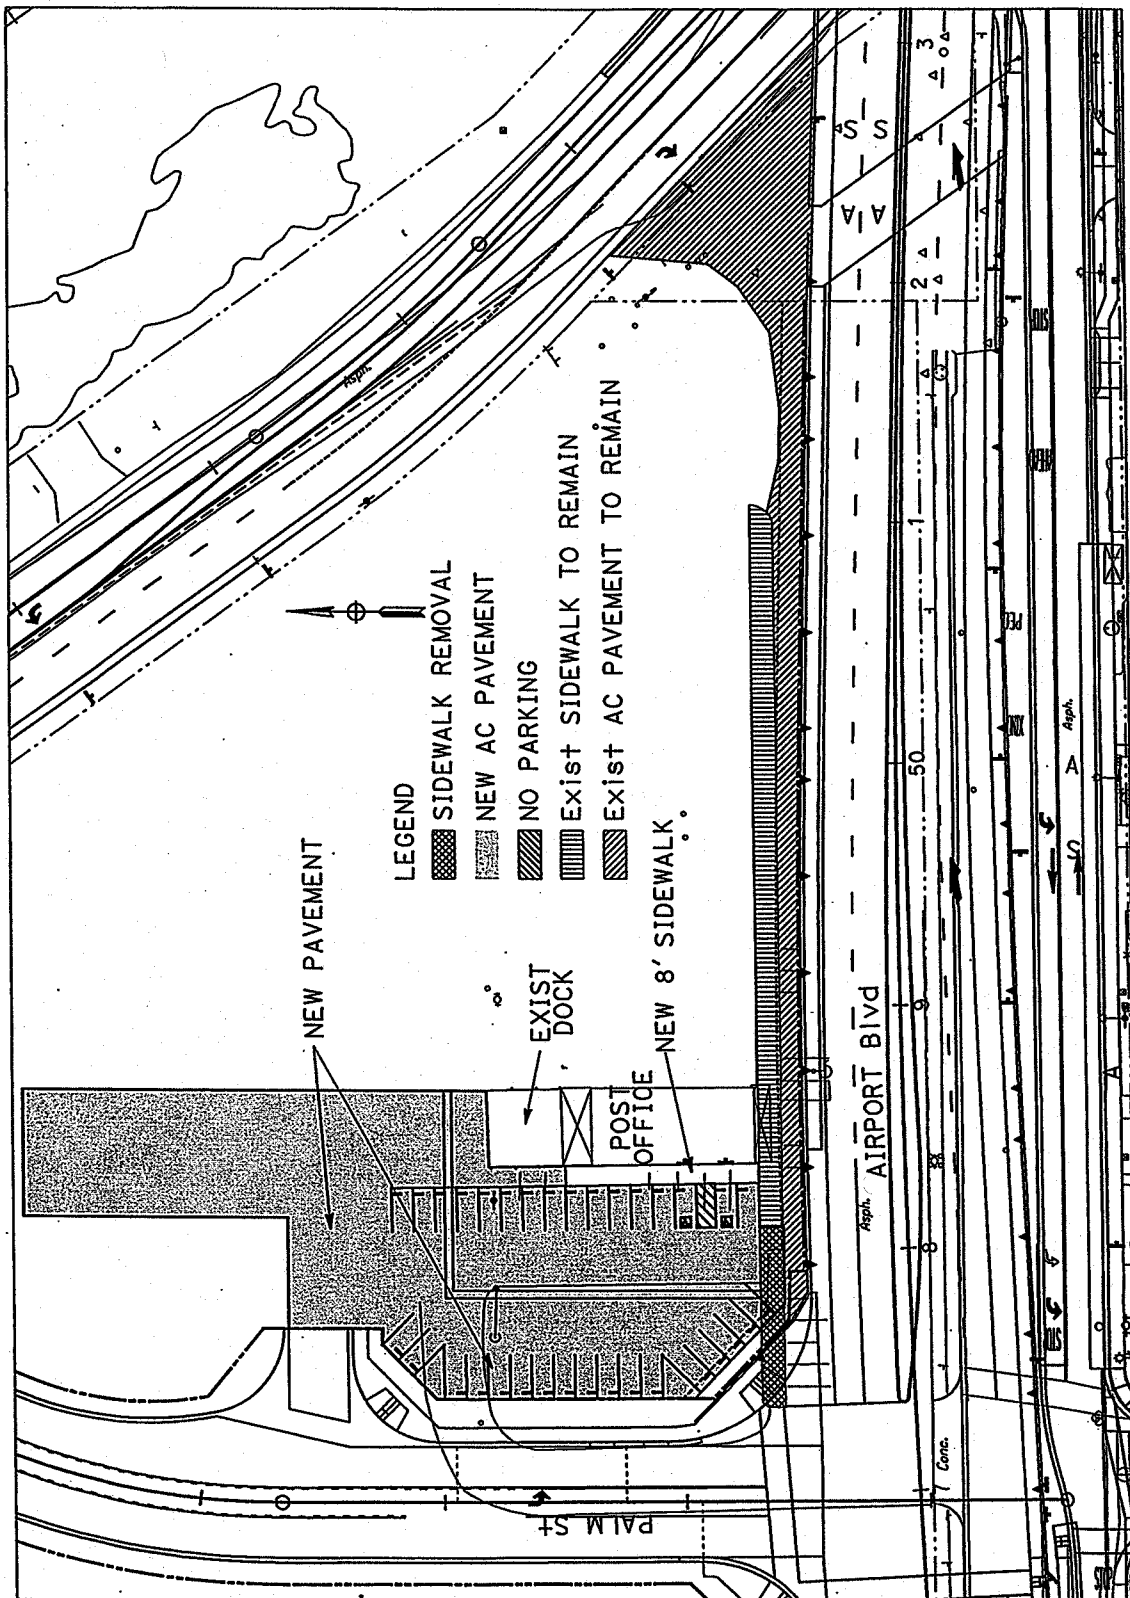 NEW PAVEMENT
LEGEND
SIDEWALK REMOVAL
NEW AC PAVEMENT
NO PARKING
Exist SIDEWALK TO REMAIN
Exist AC PAVEMENT TO REMAIN
EXIST
DOCK
POST
OFFICE
NEW 8' SIDEWALK
AIRPORT Blvd
PALM St
Asph.
Asph.
Asph.
Conc.
8
9
50
1
2
3
A
A
S
S
A
S
A